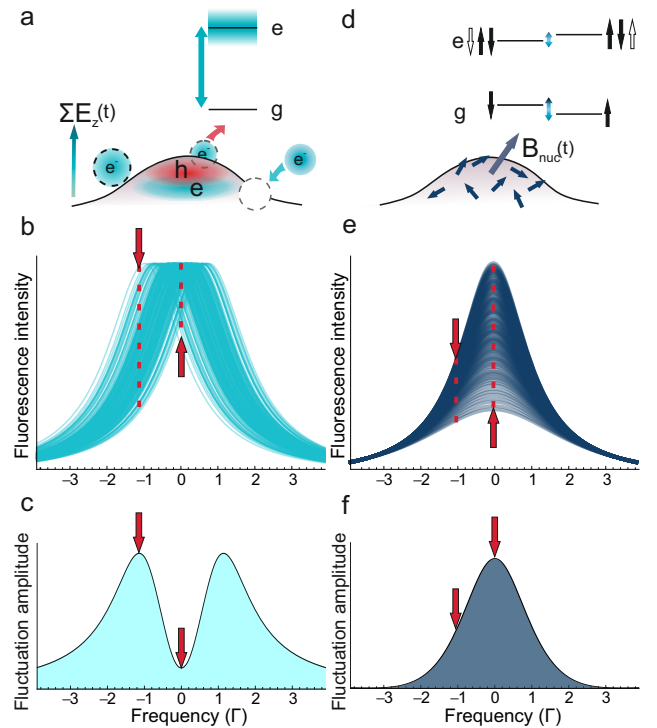 a
e
g
ΣE_z(t)
e⁻
e⁻
e⁻
h
e
b
Fluorescence intensity
−3 −2 −1 0 1 2 3
c
Fluctuation amplitude
−3 −2 −1 0 1 2 3
Frequency (Γ)
d
e
g
B_nuc(t)
e
Fluorescence intensity
−3 −2 −1 0 1 2 3
f
Fluctuation amplitude
−3 −2 −1 0 1 2 3
Frequency (Γ)